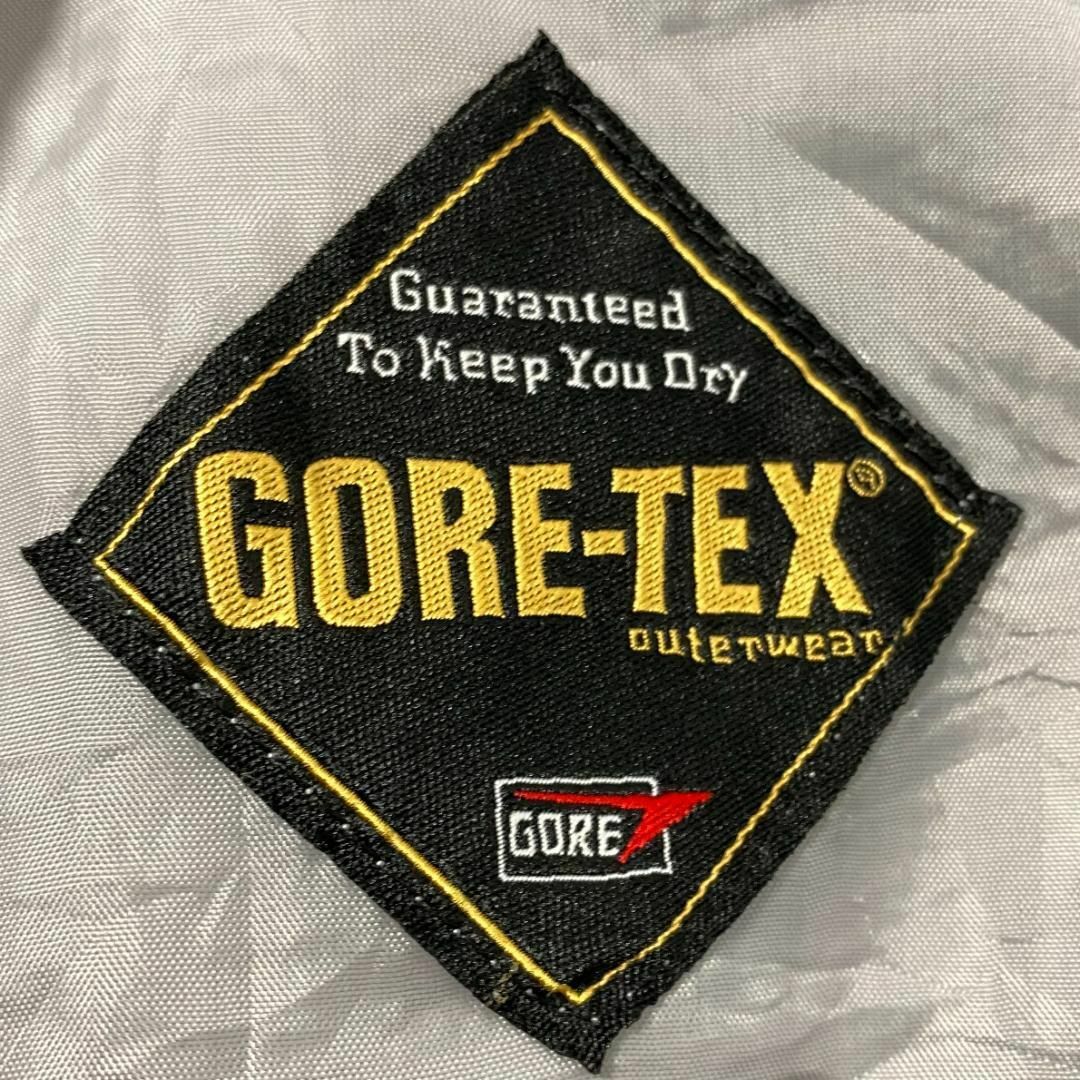 Guaranteed
To Keep You Dry
GORE-TEX®
outerwear
GORE